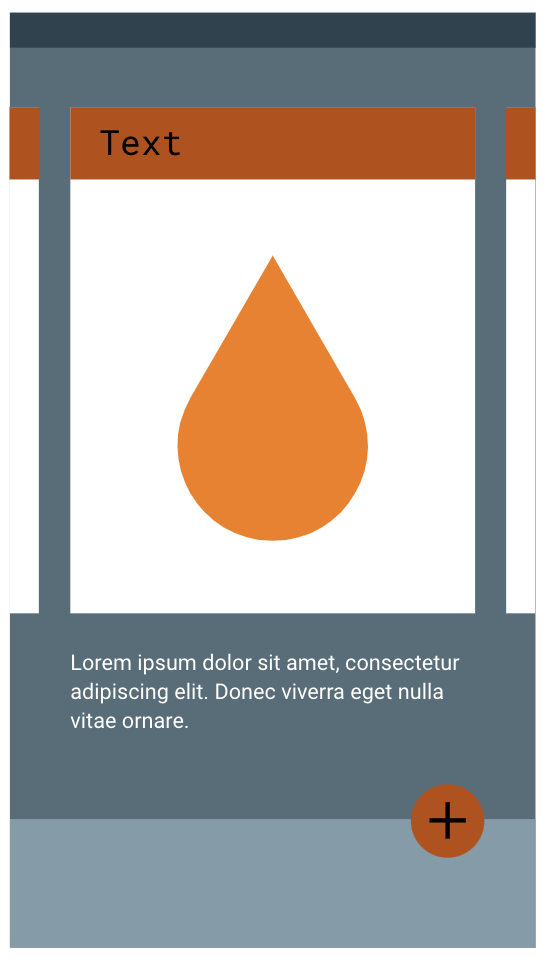 Text
Lorem ipsum dolor sit amet, consectetur
adipiscing elit. Donec viverra eget nulla
vitae ornare.